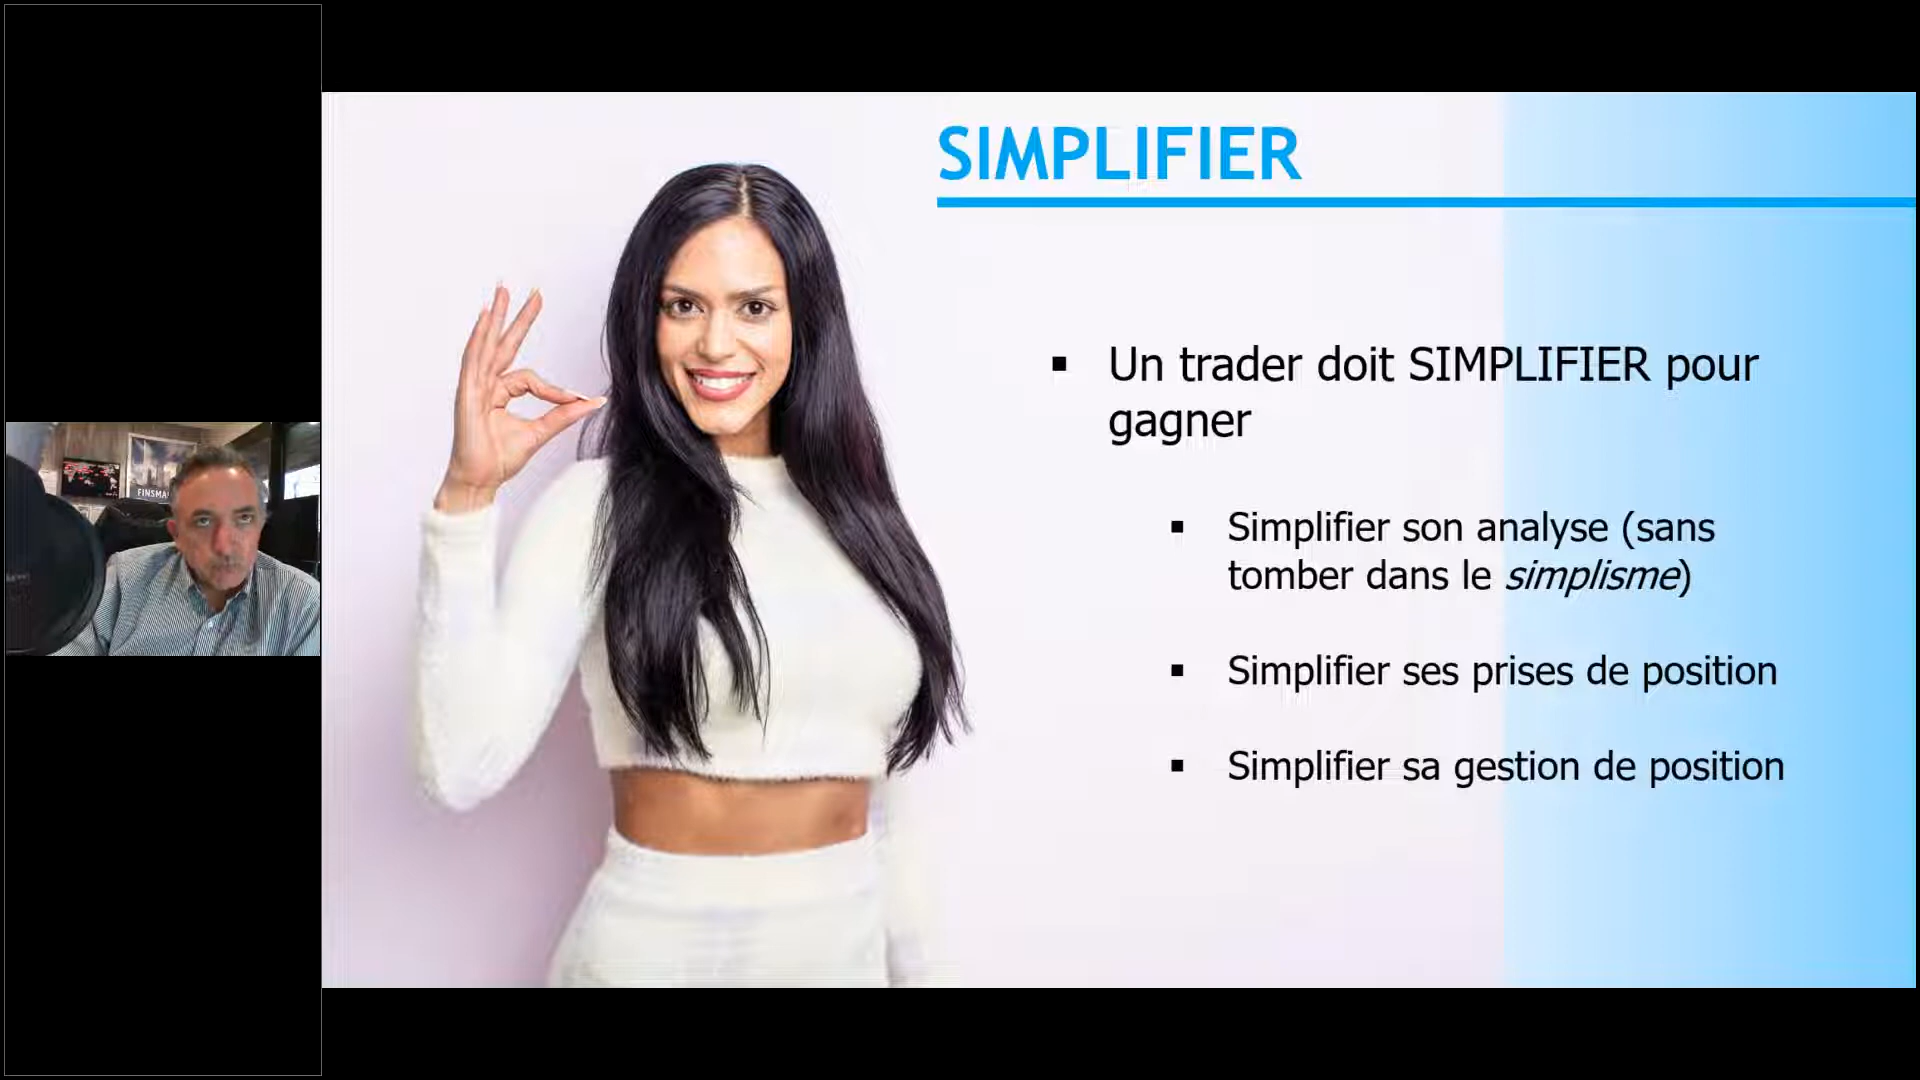 SIMPLIFIER
▪ Un trader doit SIMPLIFIER pour
gagner
▪ Simplifier son analyse (sans
tomber dans le simplisme)
▪ Simplifier ses prises de position
▪ Simplifier sa gestion de position